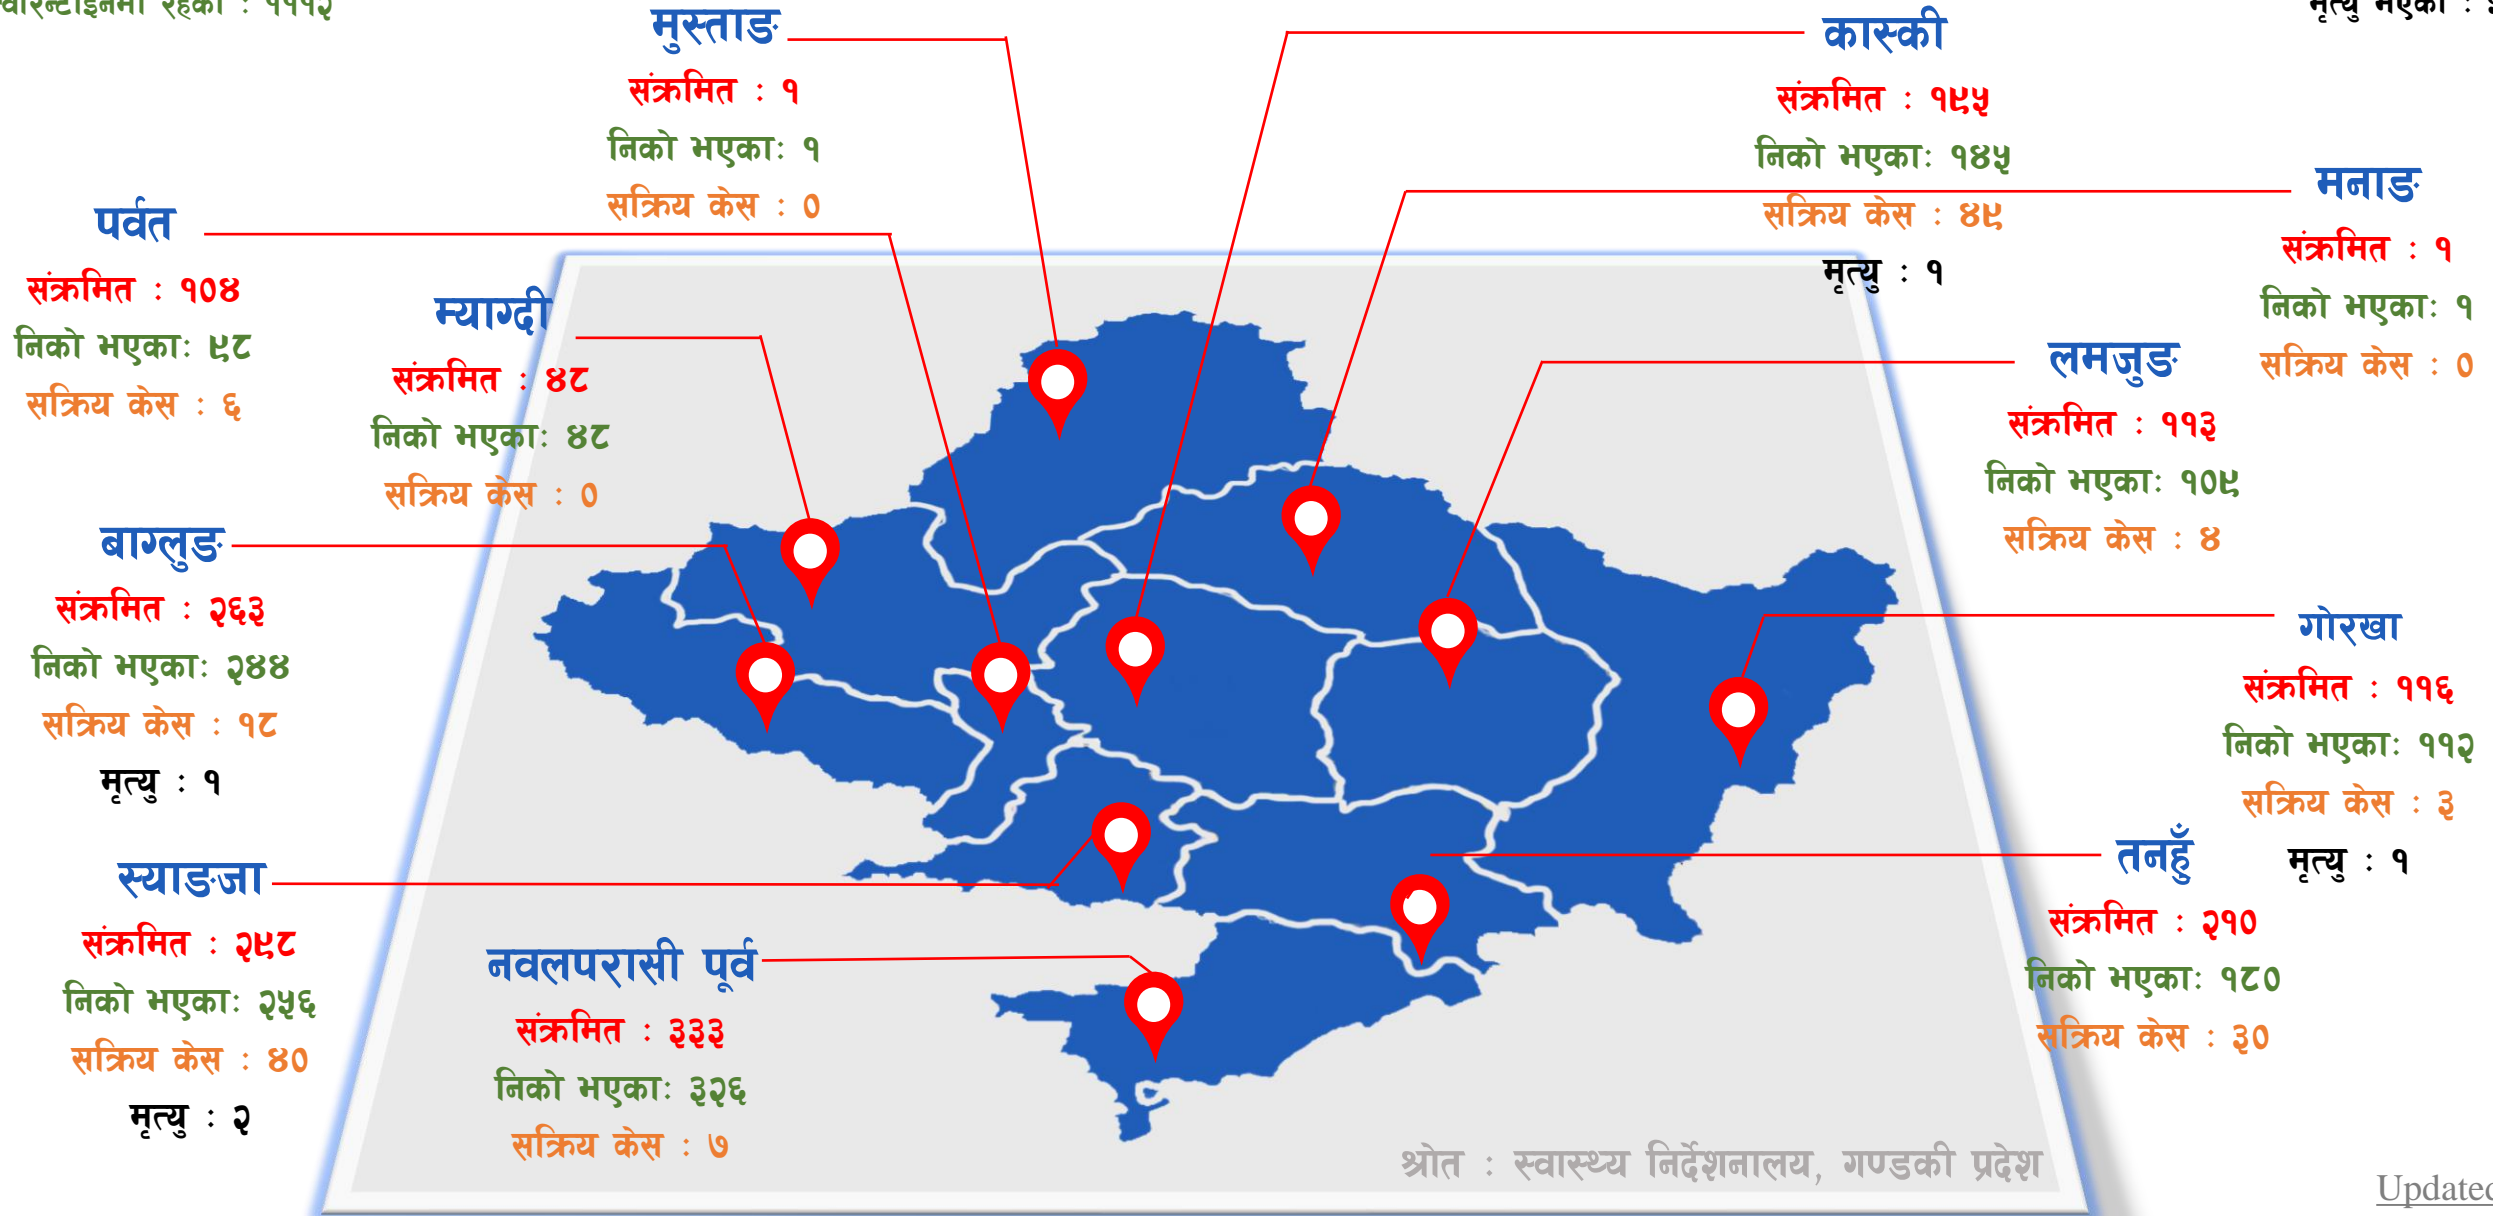 रहेका : १११२
मृत्यु भएका :
मुस्ताङ
संक्रमित : १
निको भएकाः १
सक्रिय केस : ०
कास्की
संक्रमित : १९५
निको भएकाः १४५
सक्रिय केस : ४९
मृत्यु : १
मनाङ
संक्रमित : १
निको भएकाः १
सक्रिय केस : ०
पर्वत
संक्रमित : १०४
निको भएकाः ९८
सक्रिय केस : ६
म्याग्दी
संक्रमित : ४८
निको भएकाः ४८
सक्रिय केस : ०
लमजुङ
संक्रमित : ११३
निको भएकाः १०९
सक्रिय केस : ४
बाग्लुङ
संक्रमित : २६३
निको भएकाः २४४
सक्रिय केस : १८
मृत्यु : १
गोरखा
संक्रमित : ११६
निको भएकाः ११२
सक्रिय केस : ३
मृत्यु : १
स्याङजा
संक्रमित : २९८
निको भएकाः २५६
सक्रिय केस : ४०
मृत्यु : २
नवलपरासी पूर्व
संक्रमित : ३३३
निको भएकाः ३२६
सक्रिय केस : ७
तनहुँ
संक्रमित : २१०
निको भएकाः १८०
सक्रिय केस : ३०
श्रोत : स्वास्थ्य निर्देशनालय, गण्डकी प्रदेश
Updated